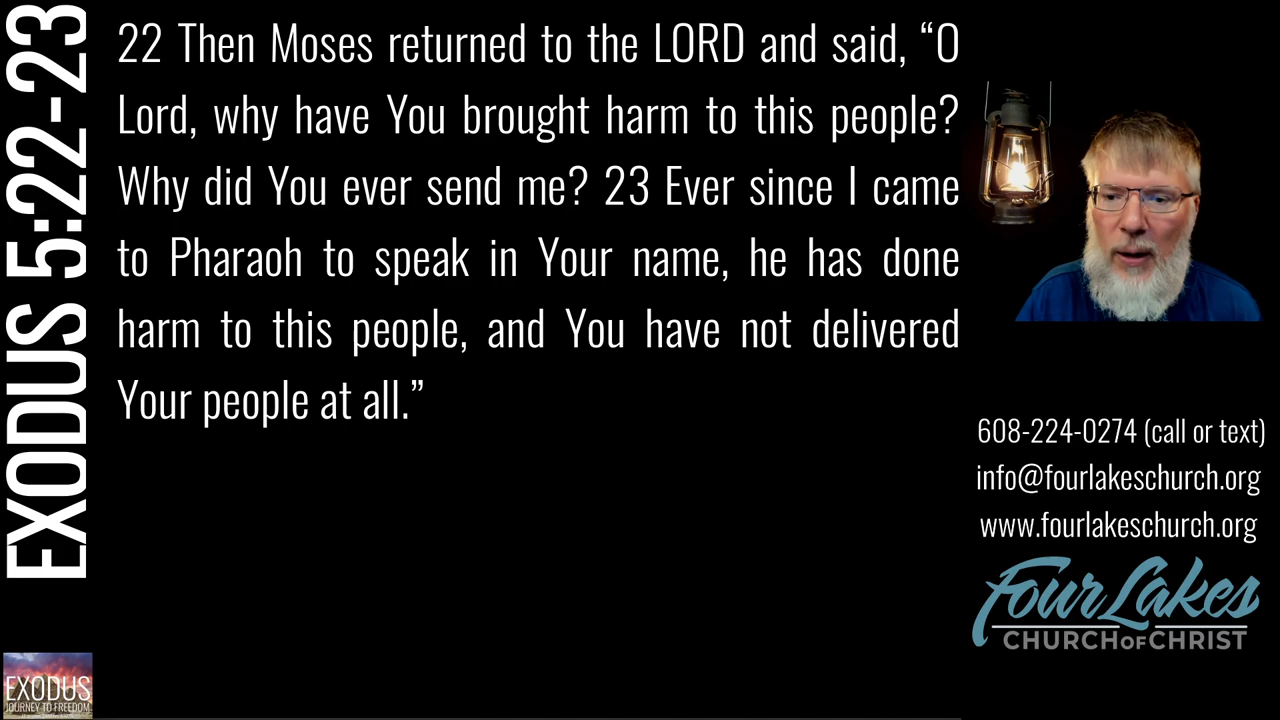 EXODUS 5:22-23
22 Then Moses returned to the LORD and said, “O
Lord, why have You brought harm to this people?
Why did You ever send me? 23 Ever since I came
to Pharaoh to speak in Your name, he has done
harm to this people, and You have not delivered
Your people at all.”
608-224-0274 (call or text)
info@fourlakeschurch.org
www.fourlakeschurch.org
Four Lakes
CHURCH OF CHRIST
EXODUS
JOURNEY TO FREEDOM